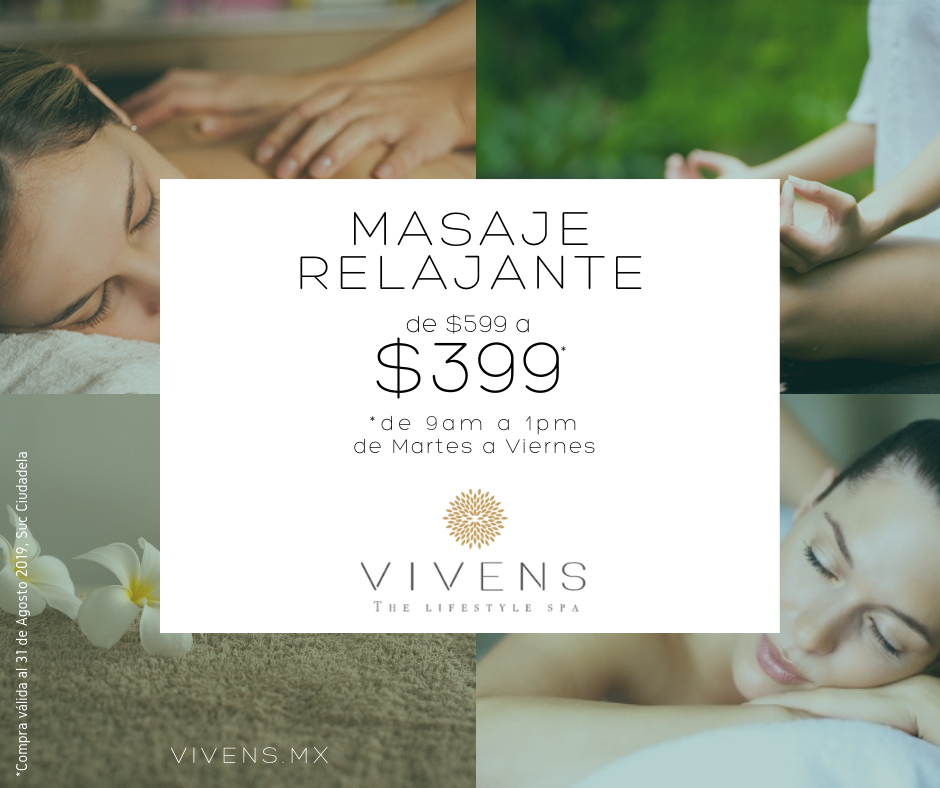 MASAJE
RELAJANTE
de $599 a
$399*
*de 9am a 1pm
de Martes a Viernes
VIVENS
THE LIFESTYLE SPA
*Compra válida al 31 de Agosto 2019, Suc Ciudadela
VIVENS.MX